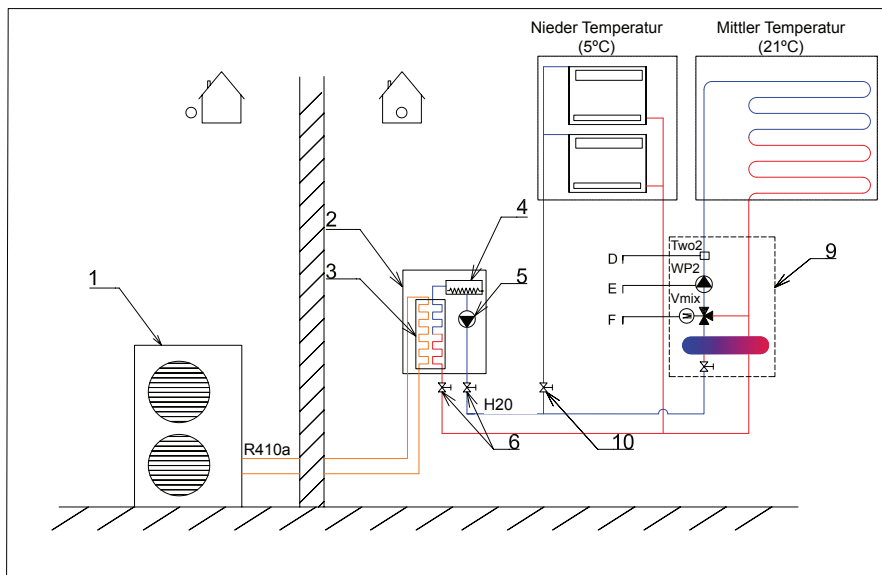 Nieder Temperatur
(5ºC)
Mittler Temperatur
(21ºC)
4
2
5
3
1
Two2
9
D
WP2
E
Vmix
F
M
H20
6
10
R410a